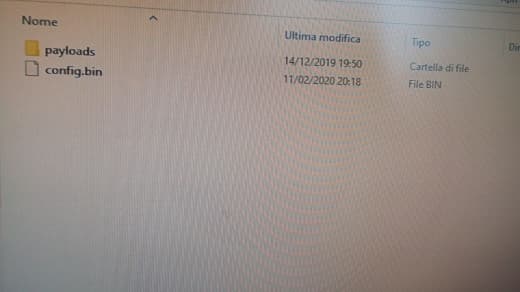 Nome Ultima modifica Tipo
payloads 14/12/2019 19:50 Cartella di file
config.bin 11/02/2020 20:18 File BIN